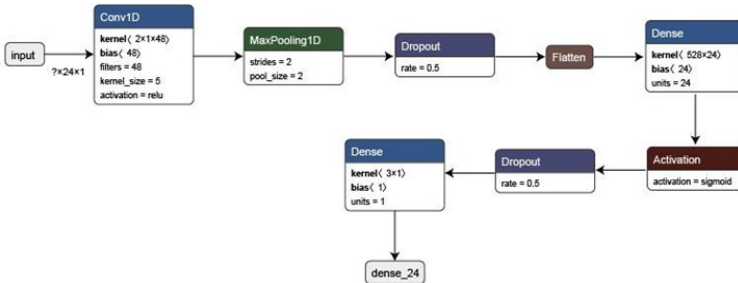 input
?×24×1
Conv1D
kernel⟨ 2×1×48⟩
bias⟨ 48⟩
filters = 48
kernel_size = 5
activation = relu
MaxPooling1D
strides = 2
pool_size = 2
Dropout
rate = 0.5
Flatten
Dense
kernel⟨ 528×24⟩
bias⟨ 24⟩
units = 24
Activation
activation = sigmoid
Dropout
rate = 0.5
Dense
kernel⟨ 3×1⟩
bias⟨ 1⟩
units = 1
dense_24